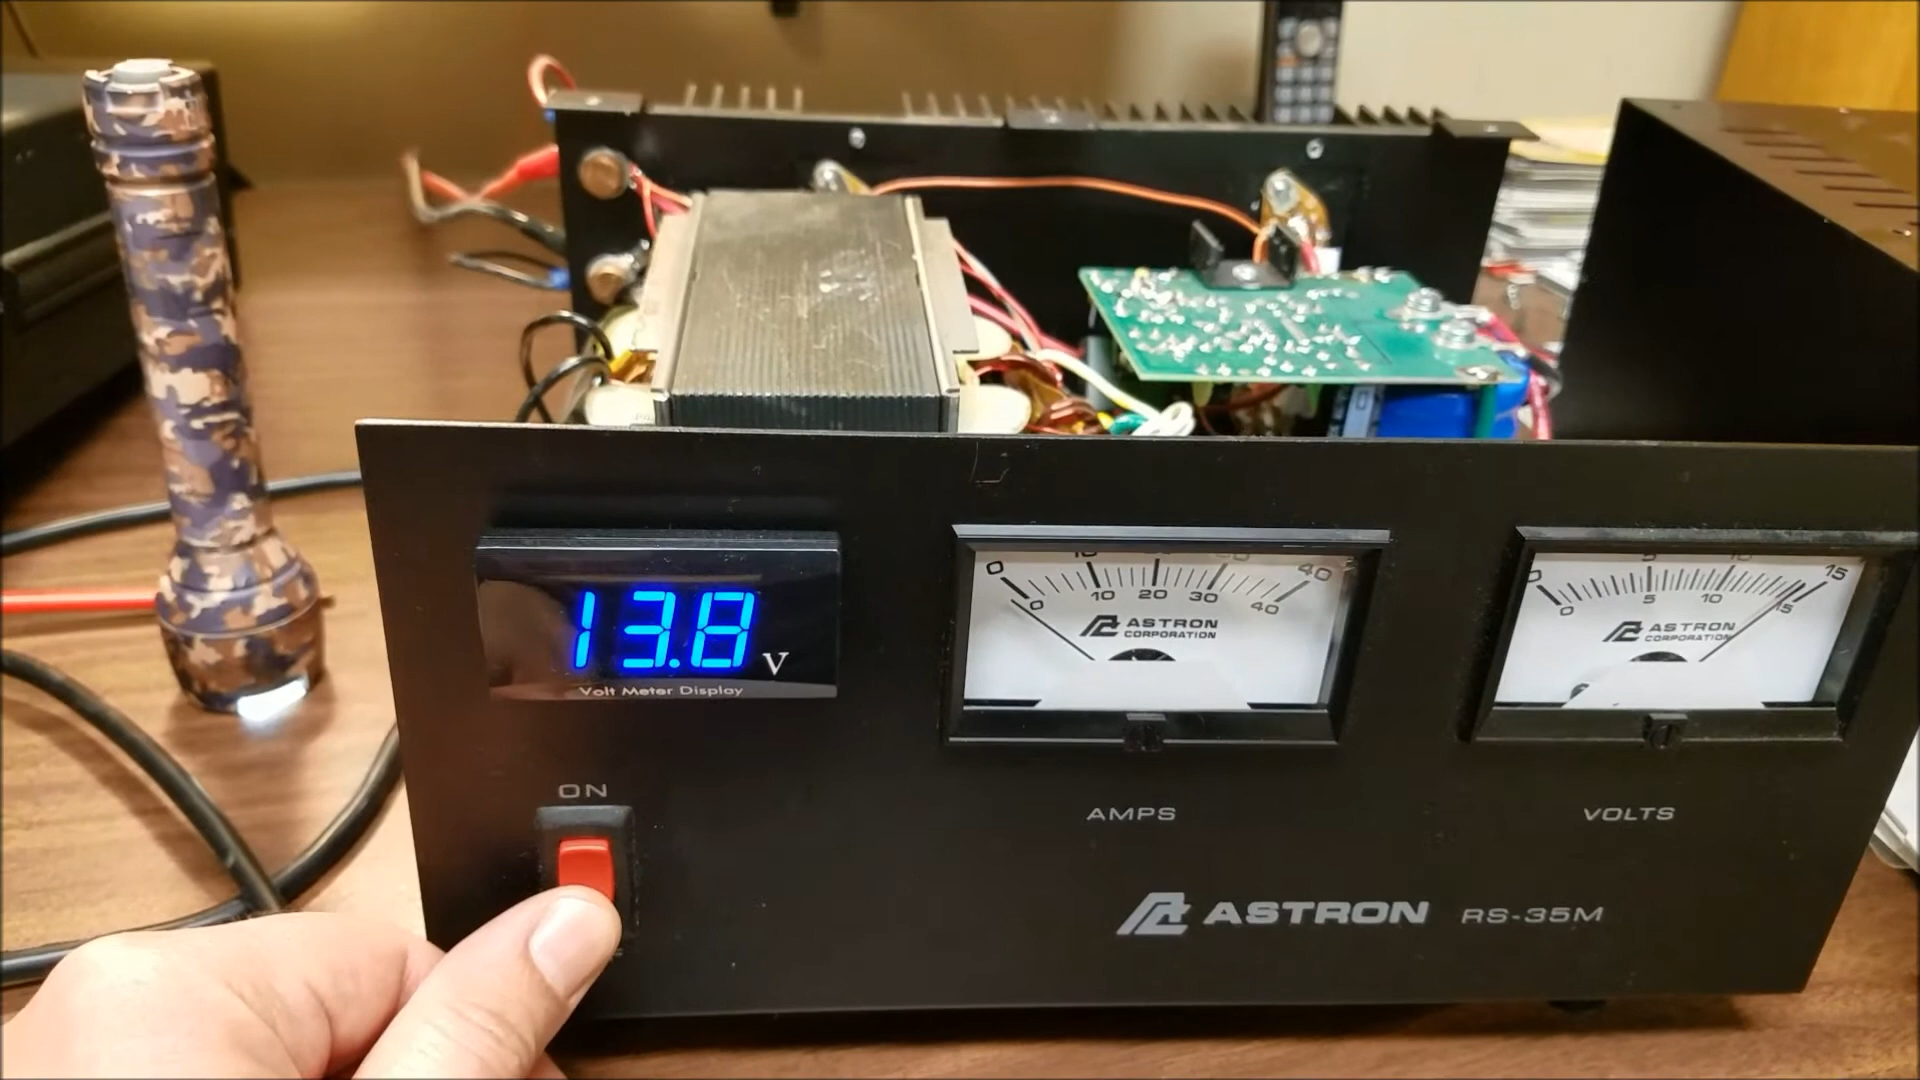 13.8 V
Volt Meter Display
0 10 20 30 40
0 10 20 30 40
ASTRON
CORPORATION
0 5 10 15
0 5 10 15
ASTRON
CORPORATION
ON
AMPS
VOLTS
ASTRON RS-35M